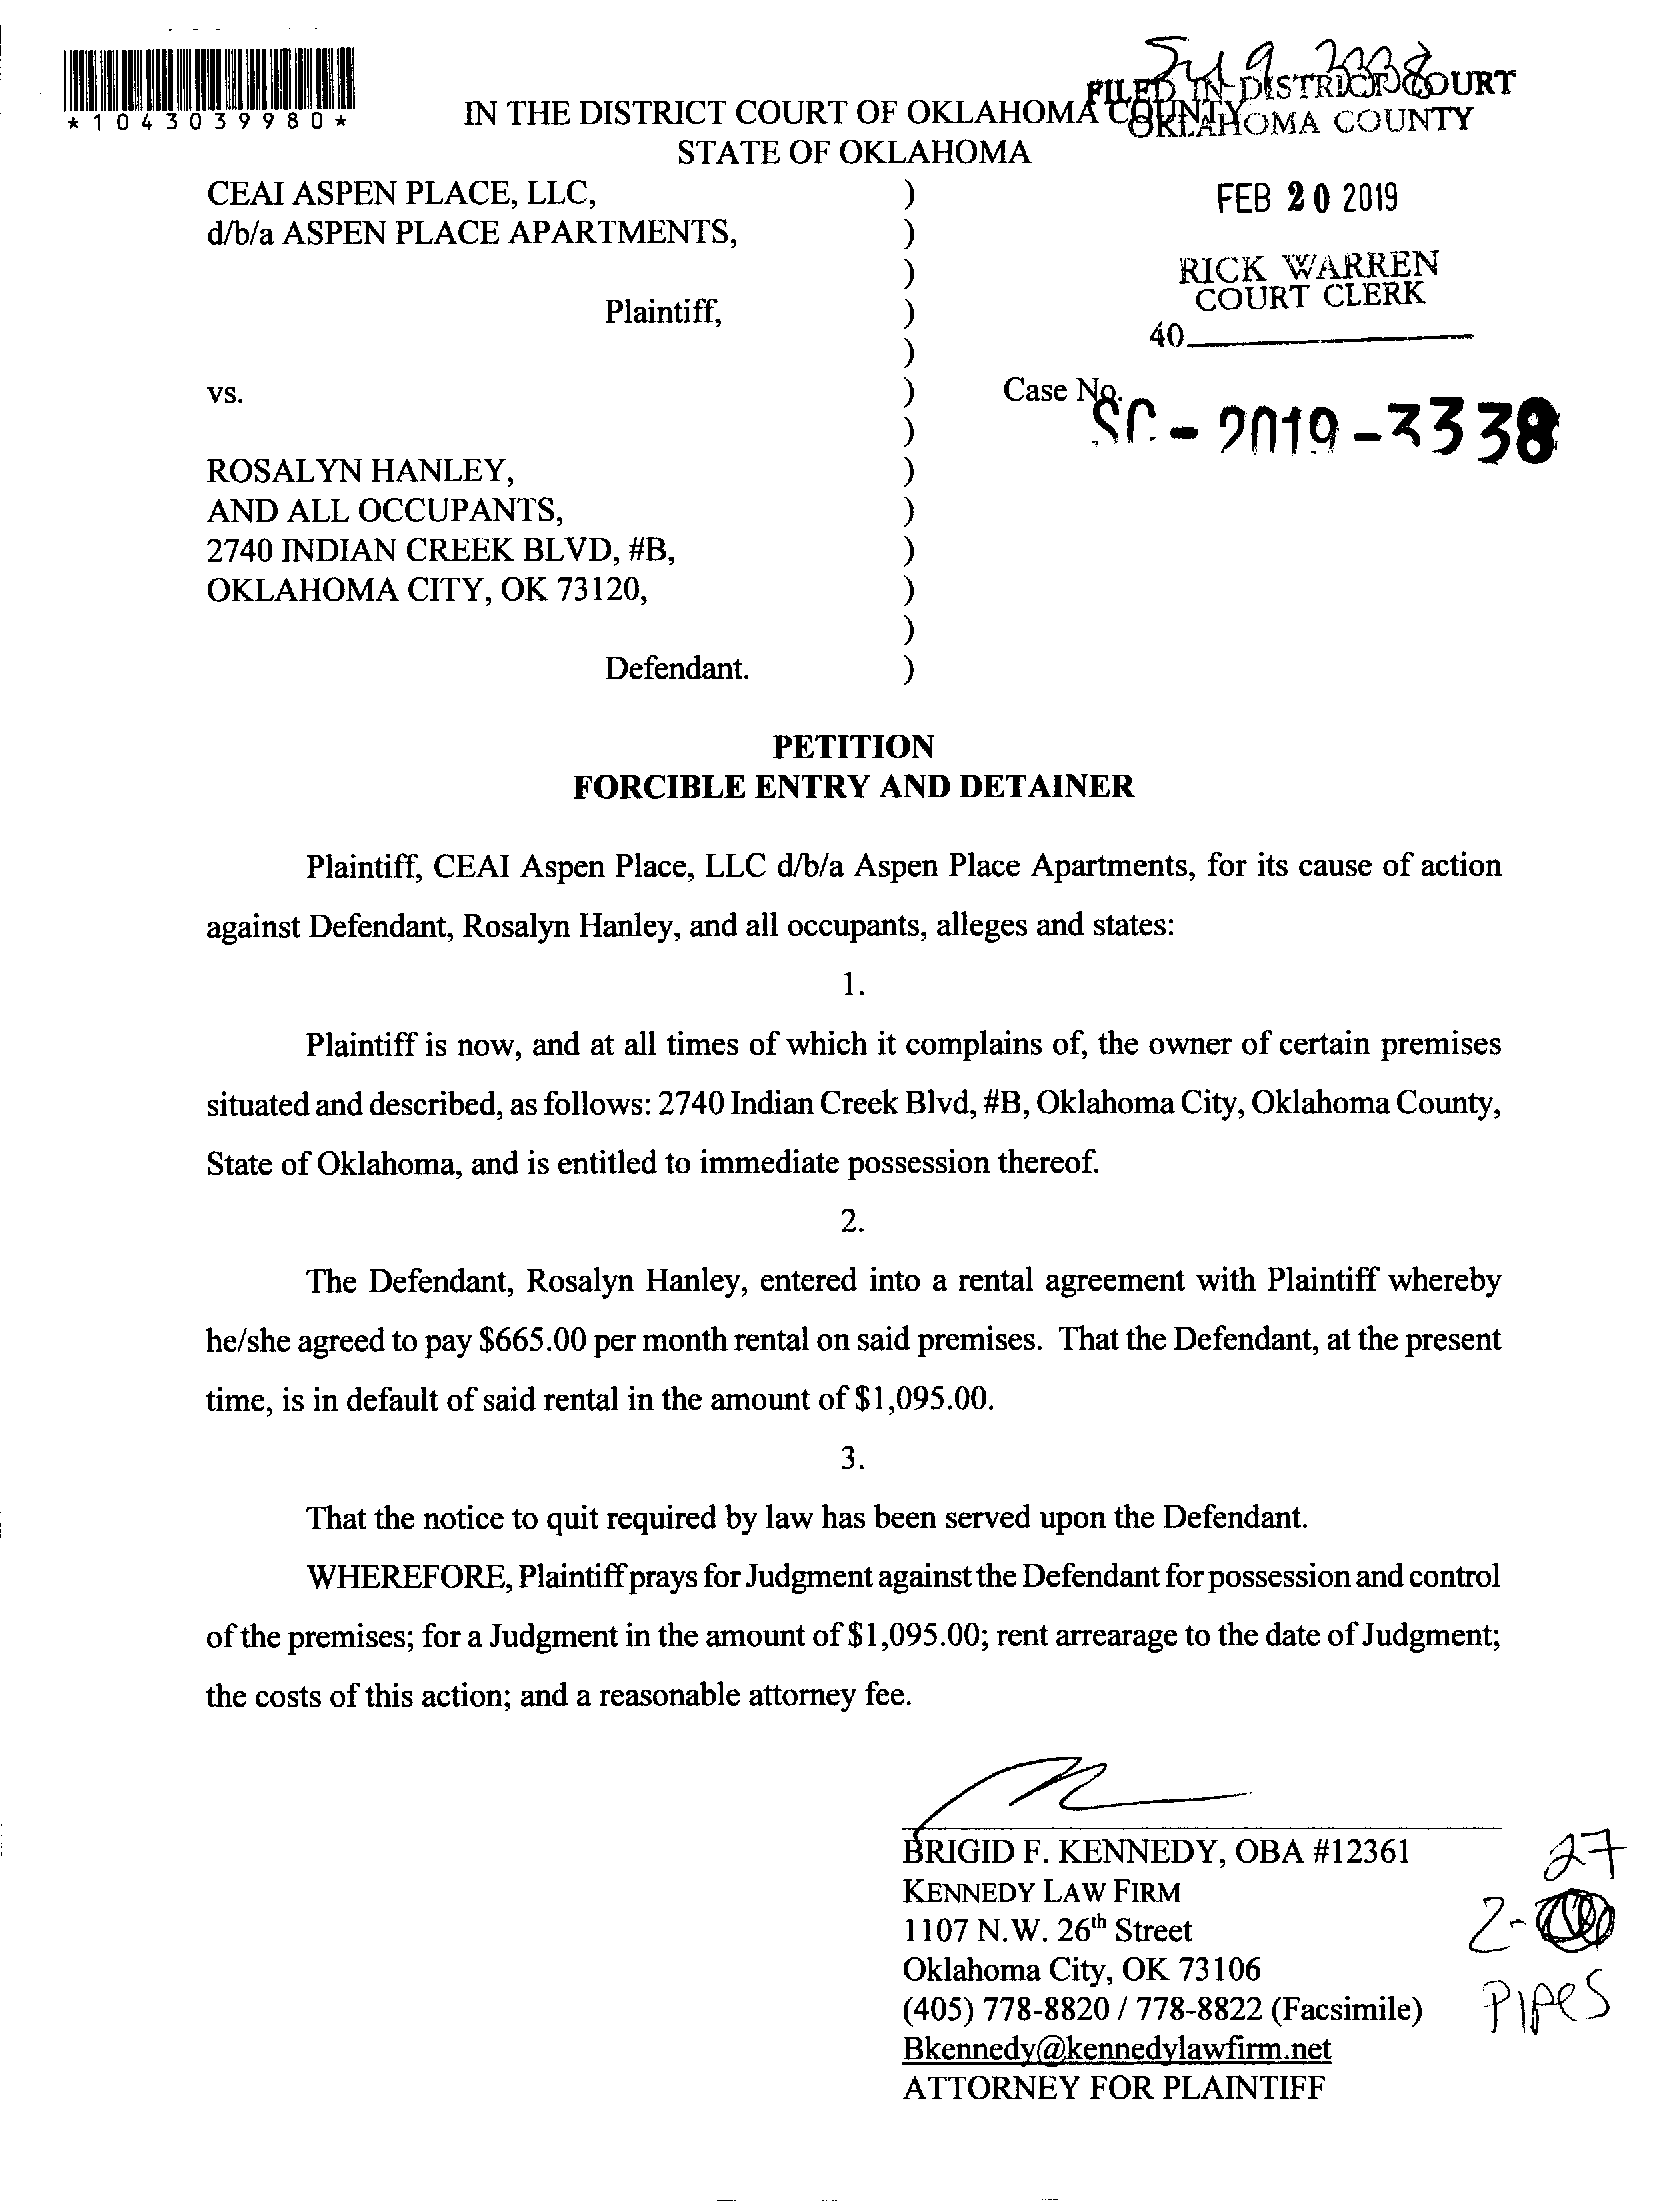 *1043039980*
FILED IN DISTRICT COURT
OKLAHOMA COUNTY
IN THE DISTRICT COURT OF OKLAHOMA COUNTY
STATE OF OKLAHOMA
CEAI ASPEN PLACE, LLC, )
d/b/a ASPEN PLACE APARTMENTS, )
)
Plaintiff, )
)
vs. )
)
ROSALYN HANLEY, )
AND ALL OCCUPANTS, )
2740 INDIAN CREEK BLVD, #B, )
OKLAHOMA CITY, OK 73120, )
)
Defendant. )
FEB 20 2019
RICK WARREN
COURT CLERK
40
Case No.
SC - 2019 - 3338
PETITION
FORCIBLE ENTRY AND DETAINER
Plaintiff, CEAI Aspen Place, LLC d/b/a Aspen Place Apartments, for its cause of action
against Defendant, Rosalyn Hanley, and all occupants, alleges and states:
1.
Plaintiff is now, and at all times of which it complains of, the owner of certain premises
situated and described, as follows: 2740 Indian Creek Blvd, #B, Oklahoma City, Oklahoma County,
State of Oklahoma, and is entitled to immediate possession thereof.
2.
The Defendant, Rosalyn Hanley, entered into a rental agreement with Plaintiff whereby
he/she agreed to pay $665.00 per month rental on said premises. That the Defendant, at the present
time, is in default of said rental in the amount of $1,095.00.
3.
That the notice to quit required by law has been served upon the Defendant.
WHEREFORE, Plaintiff prays for Judgment against the Defendant for possession and control
of the premises; for a Judgment in the amount of $1,095.00; rent arrearage to the date of Judgment;
the costs of this action; and a reasonable attorney fee.
BRIGID F. KENNEDY, OBA #12361
KENNEDY LAW FIRM
1107 N.W. 26th Street
Oklahoma City, OK 73106
(405) 778-8820 / 778-8822 (Facsimile)
Bkennedy@kennedylawfirm.net
ATTORNEY FOR PLAINTIFF
27
2-
PIPES